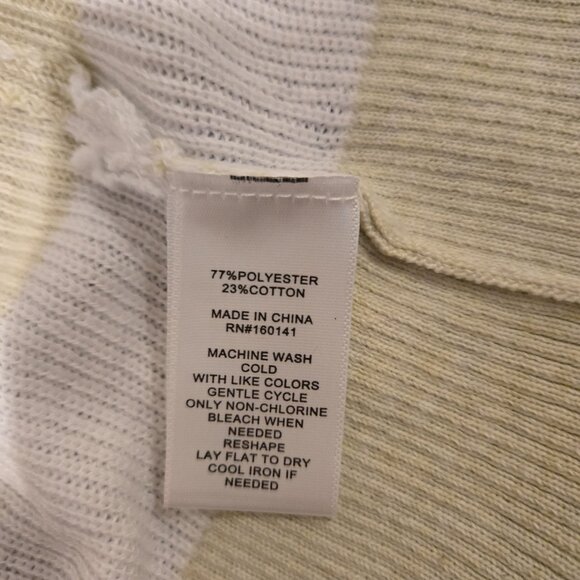 77%POLYESTER
23%COTTON
MADE IN CHINA
RN#160141
MACHINE WASH
COLD
WITH LIKE COLORS
GENTLE CYCLE
ONLY NON-CHLORINE
BLEACH WHEN
NEEDED
RESHAPE
LAY FLAT TO DRY
COOL IRON IF
NEEDED